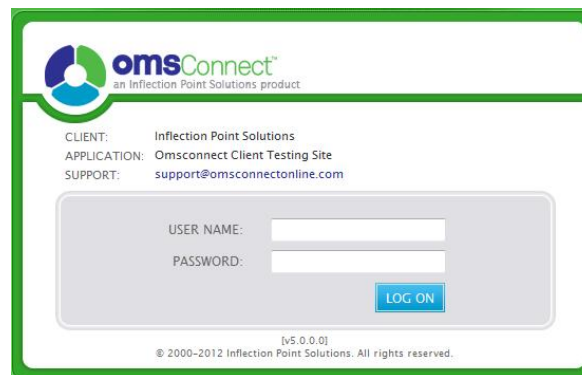 omsConnect™
an Inflection Point Solutions product
CLIENT: Inflection Point Solutions
APPLICATION: Omsconnect Client Testing Site
SUPPORT: support@omsconnectonline.com
USER NAME:
PASSWORD:
LOG ON
[v5.0.0.0]
© 2000-2012 Inflection Point Solutions. All rights reserved.